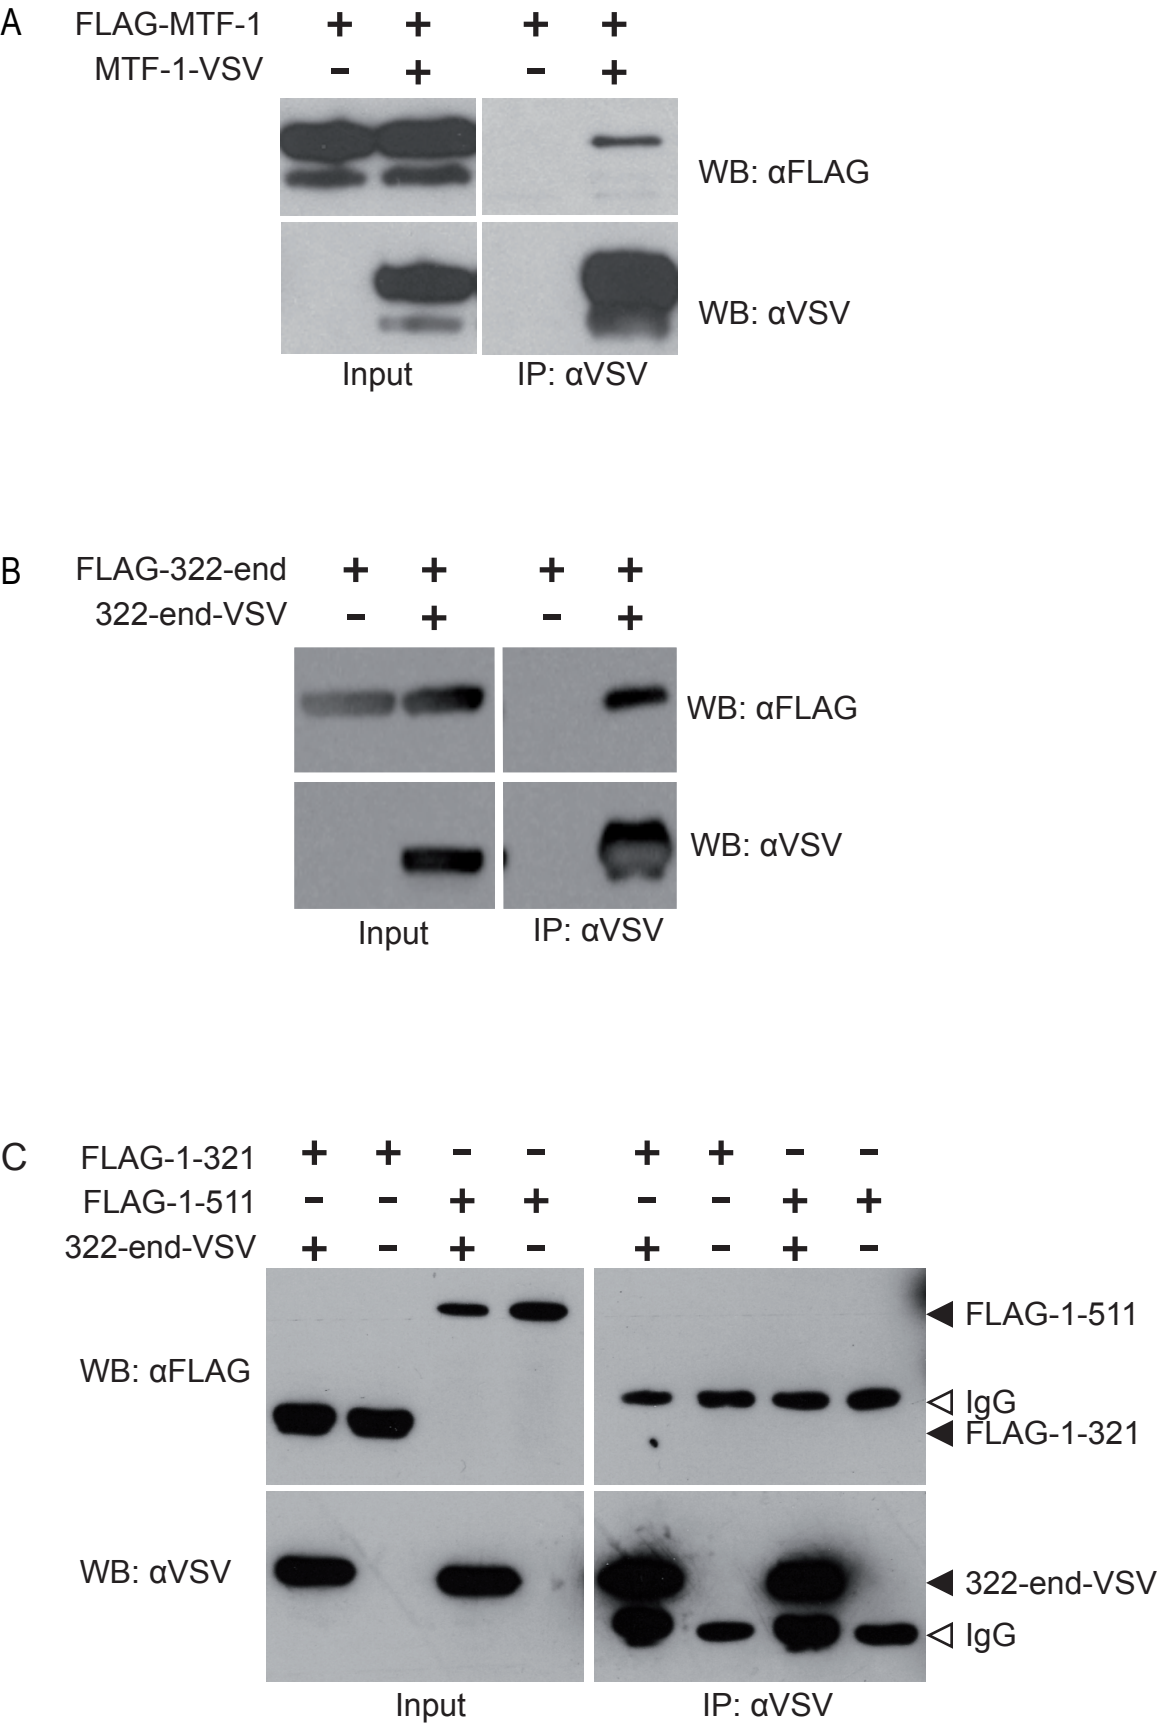 A FLAG-MTF-1 + + + +
MTF-1-VSV - + - +
WB: αFLAG
WB: αVSV
Input IP: αVSV
B FLAG-322-end + + + +
322-end-VSV - + - +
WB: αFLAG
WB: αVSV
Input IP: αVSV
C FLAG-1-321 + + - - + + - -
FLAG-1-511 - - + + - - + +
322-end-VSV + - + - + - + -
FLAG-1-511
WB: αFLAG
IgG
FLAG-1-321
WB: αVSV 322-end-VSV
IgG
Input IP: αVSV